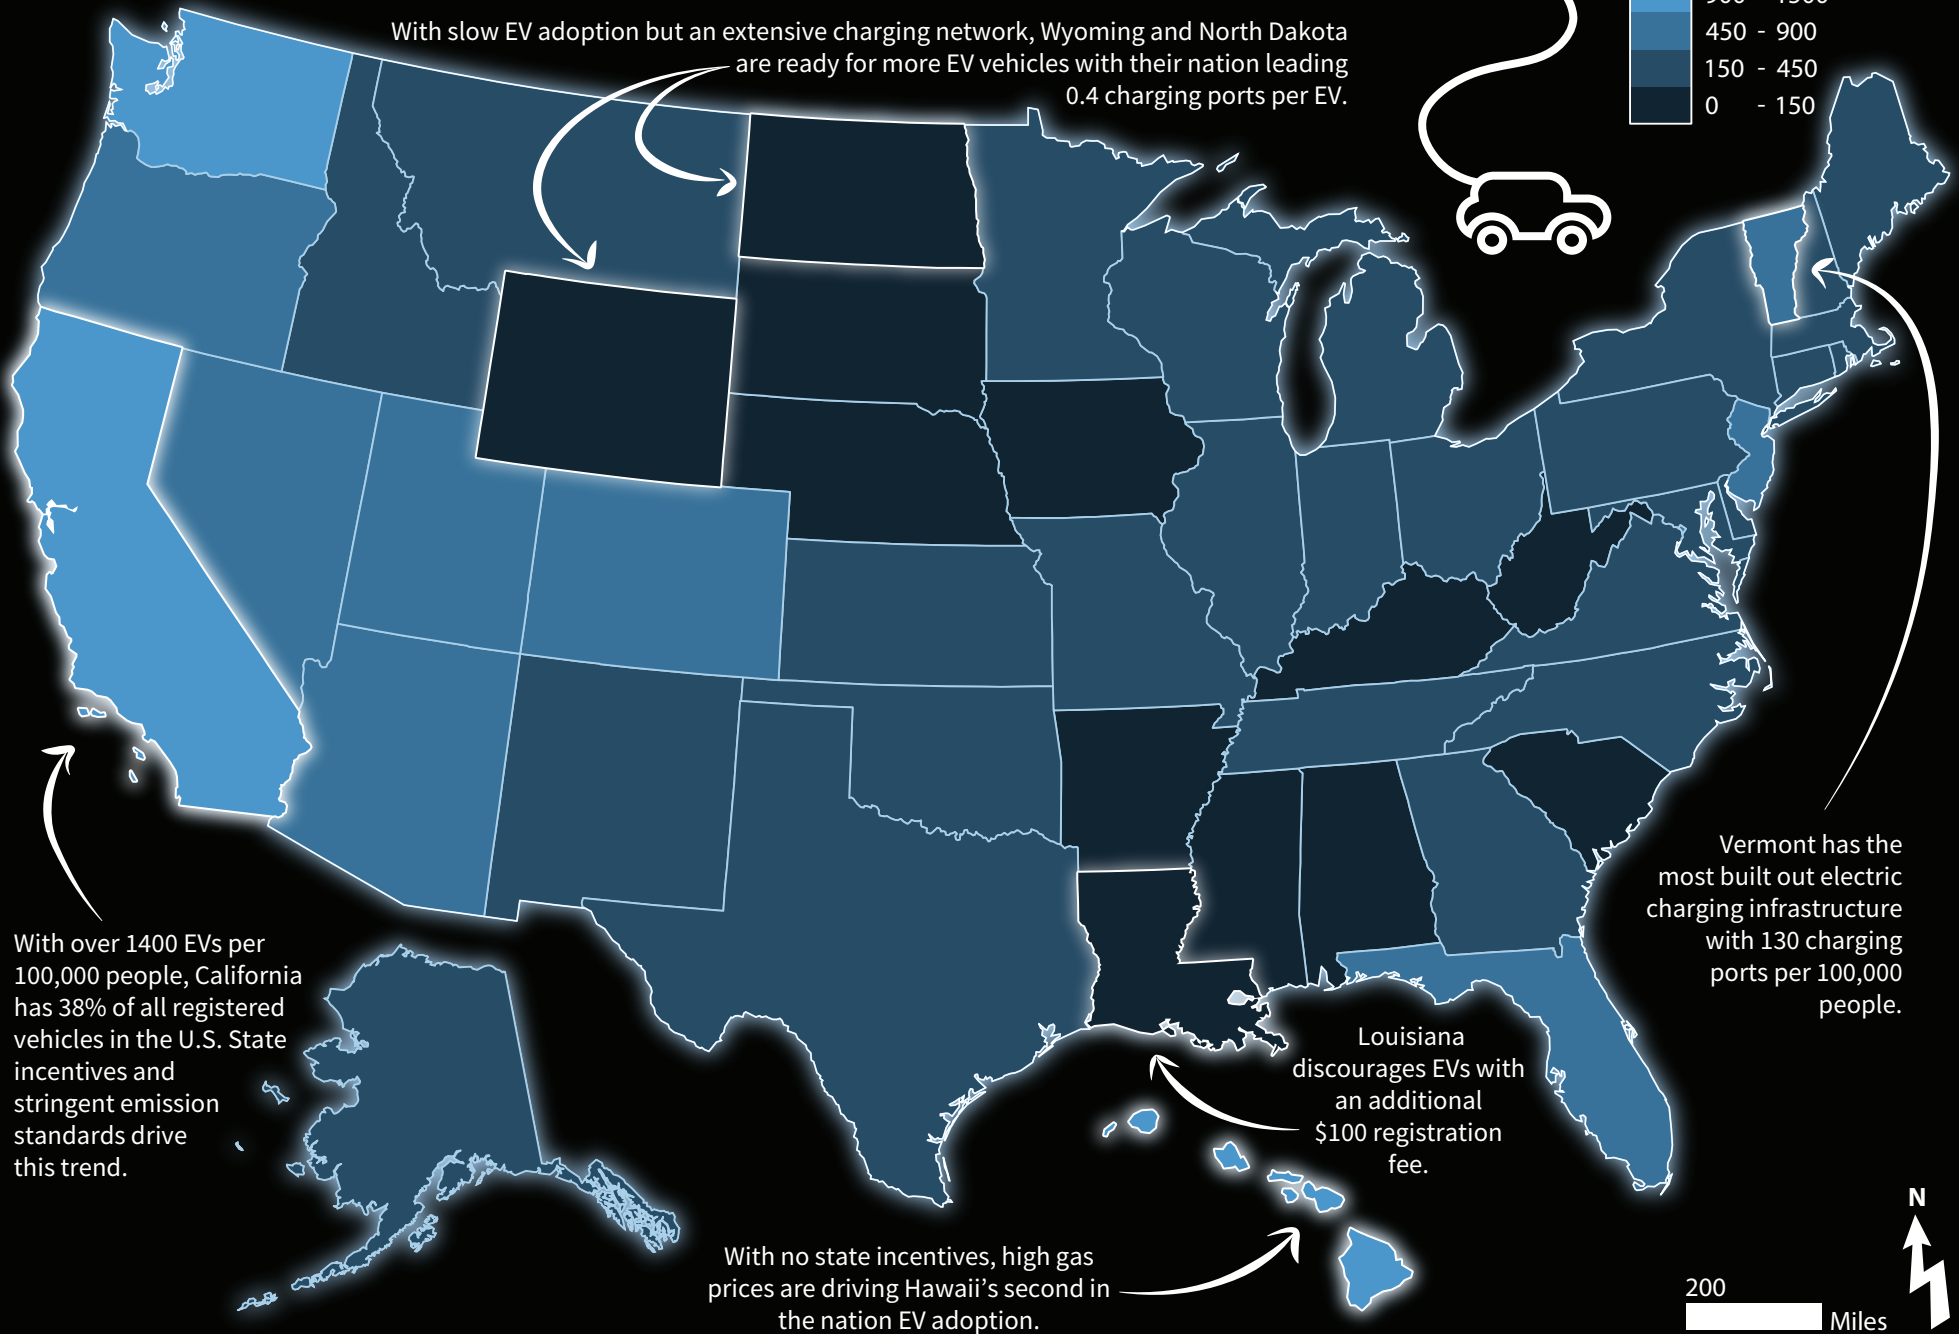 900 - 1500
With slow EV adoption but an extensive charging network, Wyoming and North Dakota
are ready for more EV vehicles with their nation leading
0.4 charging ports per EV.
450 - 900
150 - 450
0 - 150
Vermont has the
most built out electric
charging infrastructure
with 130 charging
ports per 100,000
people.
With over 1400 EVs per
100,000 people, California
has 38% of all registered
vehicles in the U.S. State
incentives and
stringent emission
standards drive
this trend.
Louisiana
discourages EVs with
an additional
$100 registration
fee.
With no state incentives, high gas
prices are driving Hawaii's second in
the nation EV adoption.
N
200
Miles